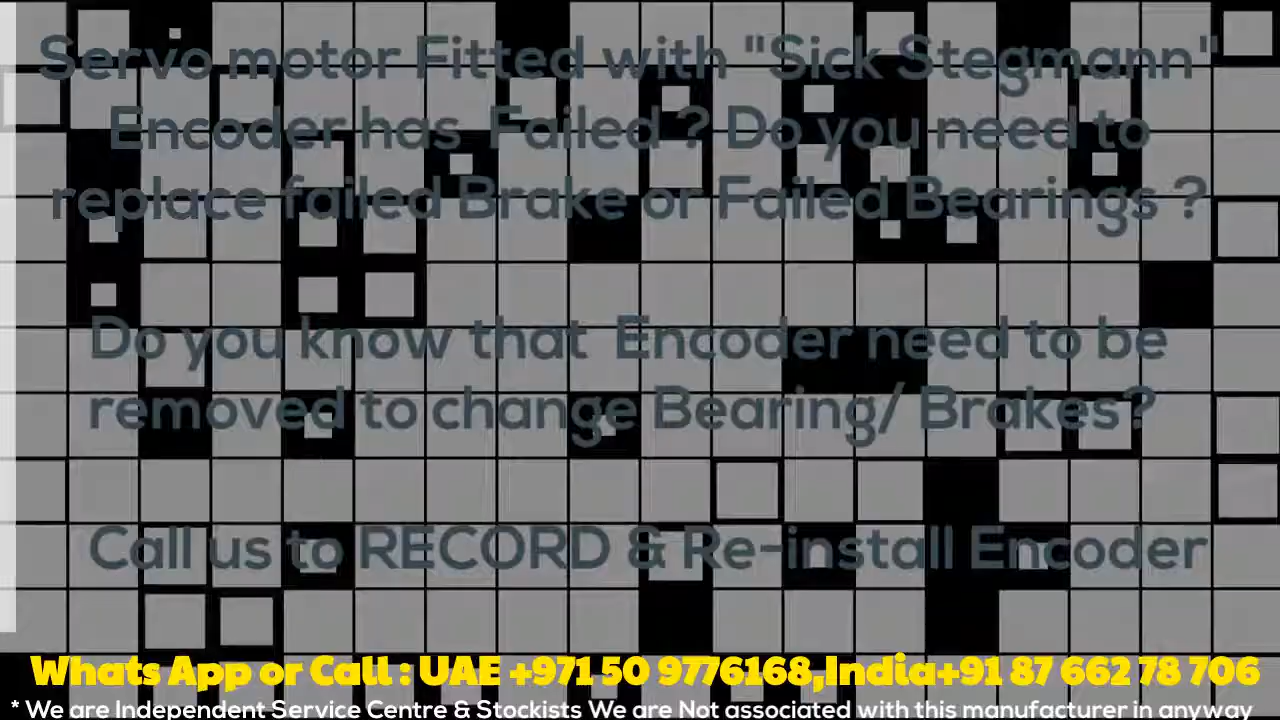 Servo motor Fitted with "Sick Stegmann"
Encoder has Failed ? Do you need to
replace failed Brake or Failed Bearings ?
Do you know that Encoder need to be
removed to change Bearing/ Brakes?
Call us to RECORD & Re-install Encoder
Whats App or Call : UAE +971 50 9776168,India+91 87 662 78 706
* We are Independent Service Centre & Stockists We are Not associated with this manufacturer in anyway